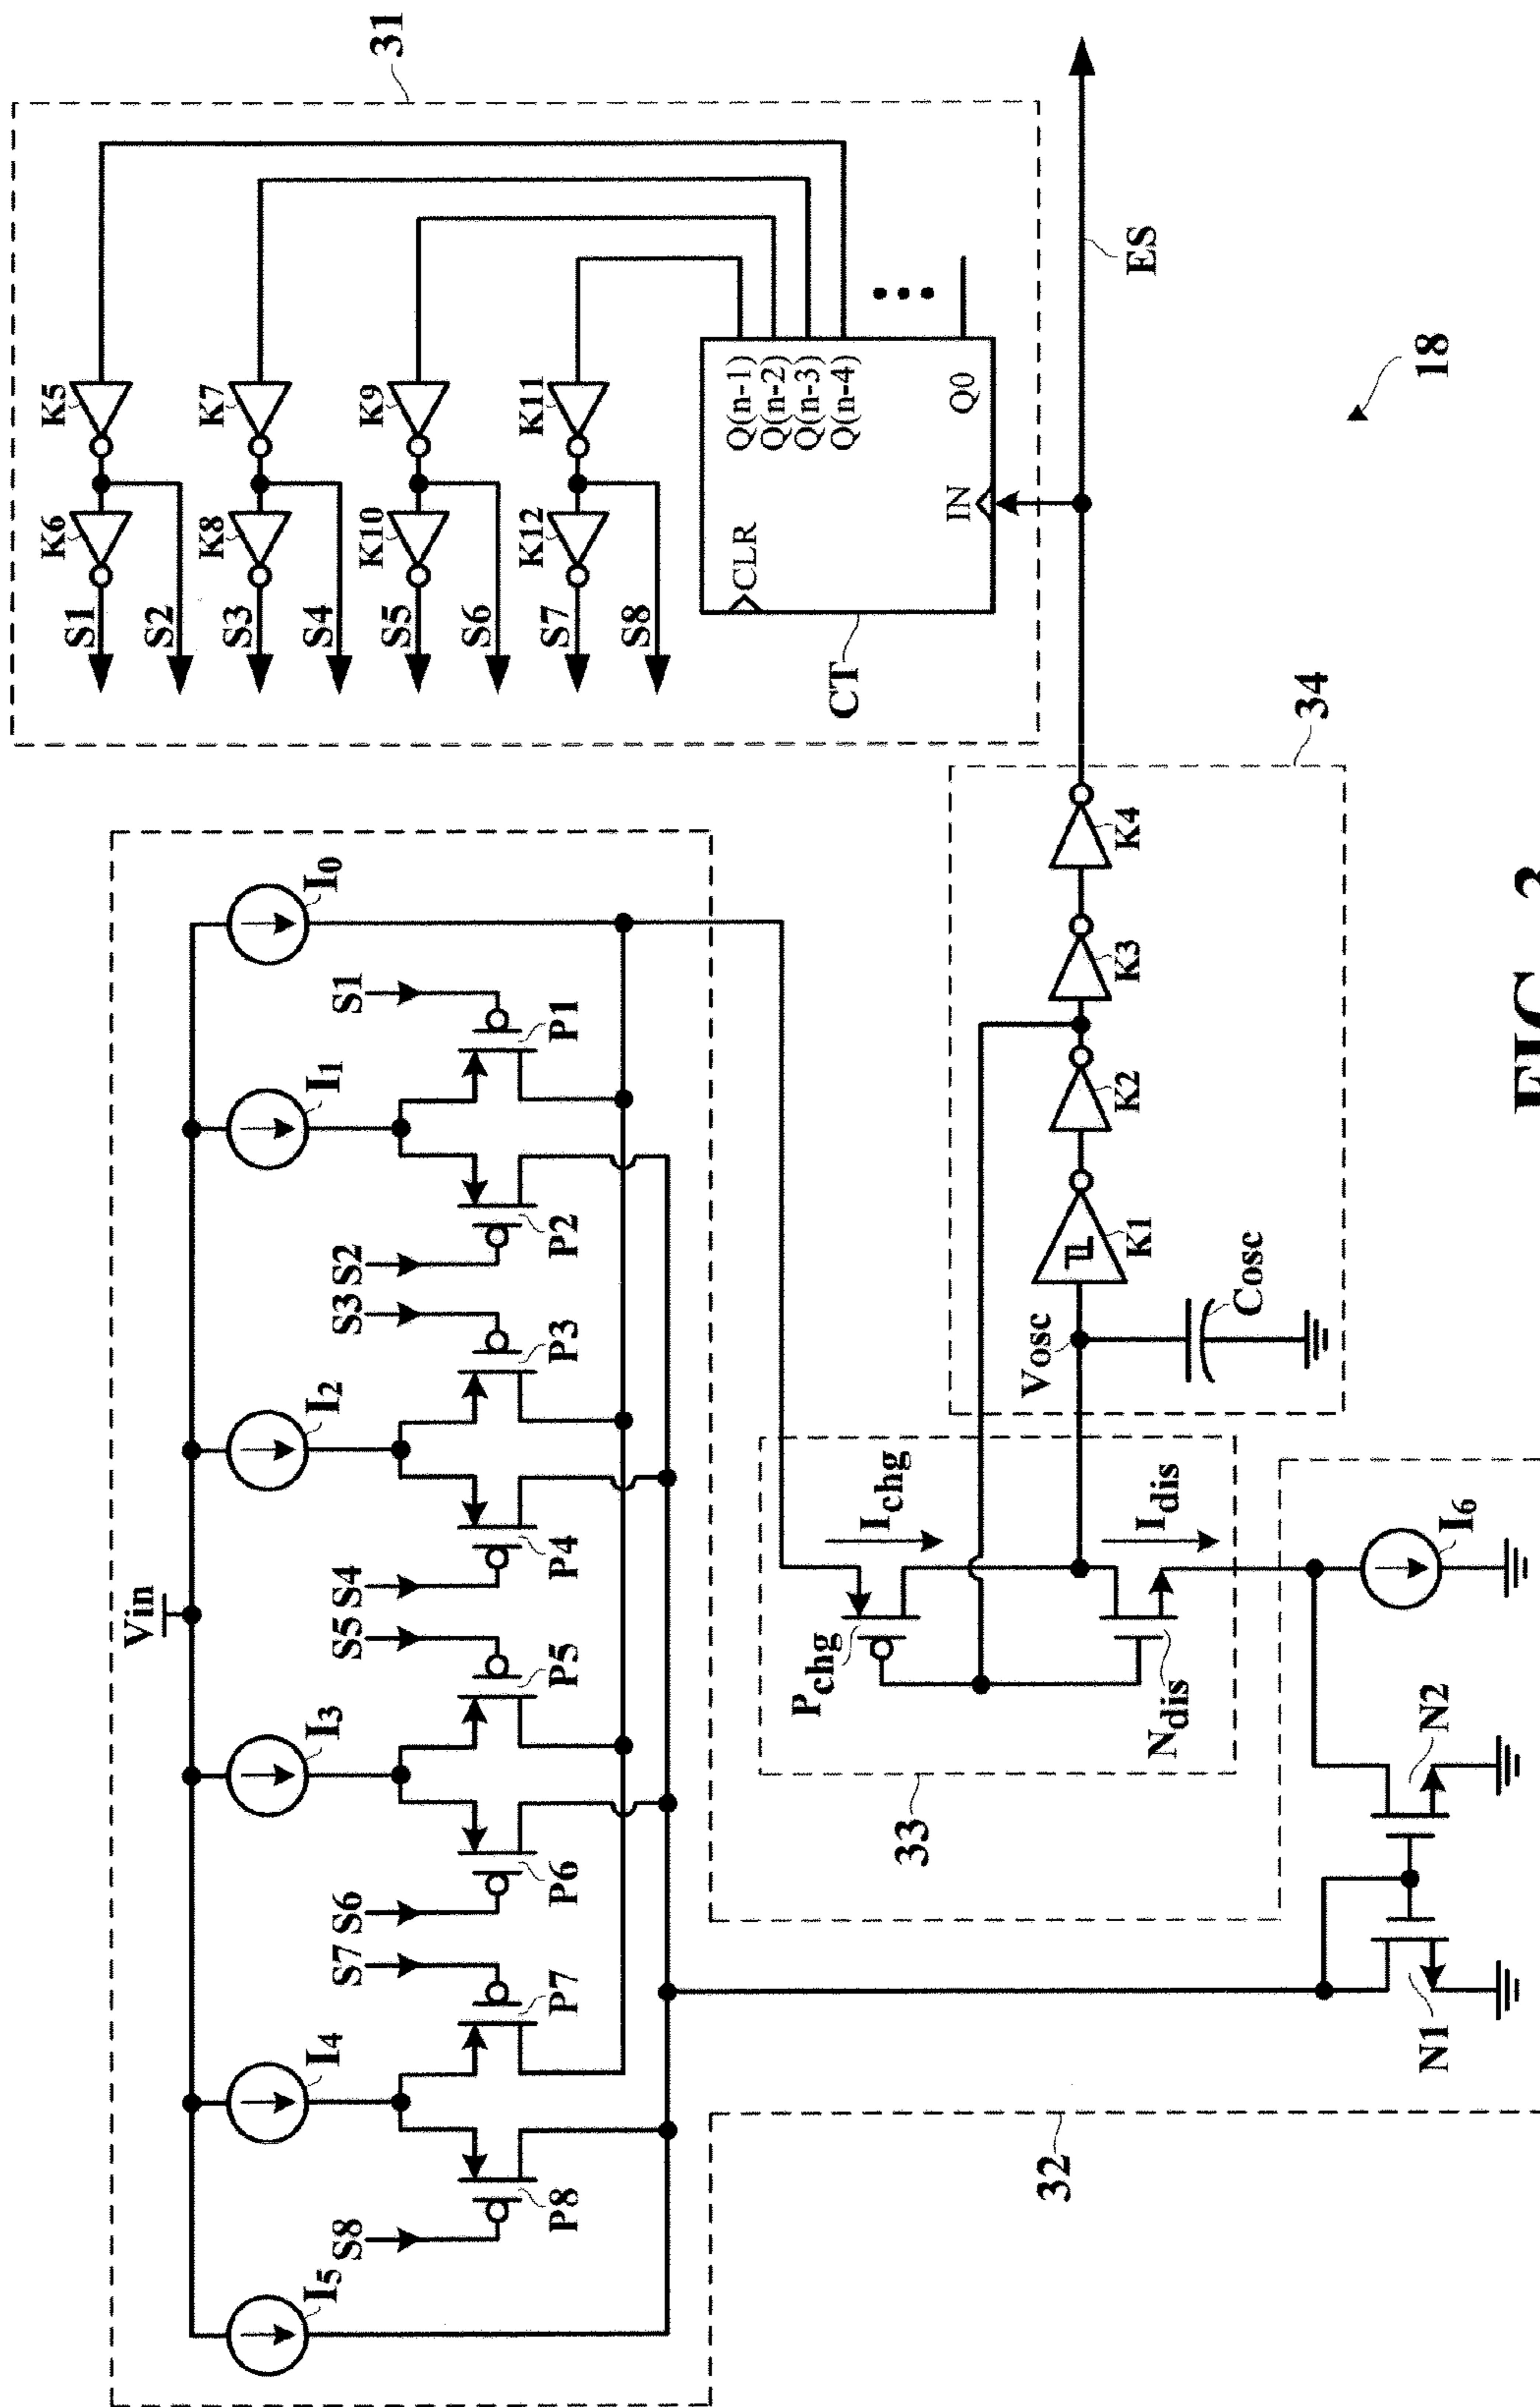 31
K5
K6
S1
S2
K7
K8
S3
S4
K9
K10
S5
S6
K11
K12
S7
S8
Q(n-1)
Q(n-2)
Q(n-3)
Q(n-4)
Q0
CLR
IN
CT
ES
18
Vin
I5
I4
I3
I2
I1
I0
S8
S7
S6
S5
S4
S3
S2
S1
P8
P7
P6
P5
P4
P3
P2
P1
34
K1
K2
K3
K4
Vosc
Cosc
33
Pchg
Ichg
Ndis
Idis
I6
N1
N2
32